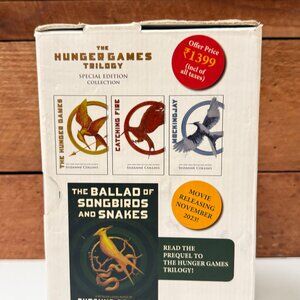 THE
HUNGER GAMES
TRILOGY
SPECIAL EDITION
COLLECTION
Offer Price
₹1399
(incl of
all taxes)
THE HUNGER GAMES
SUZANNE COLLINS
CATCHING FIRE
SUZANNE COLLINS
MOCKINGJAY
SUZANNE COLLINS
THE BALLAD OF
SONGBIRDS
AND SNAKES
MOVIE
RELEASING
NOVEMBER
2023!
READ THE
PREQUEL TO
THE HUNGER GAMES
TRILOGY!